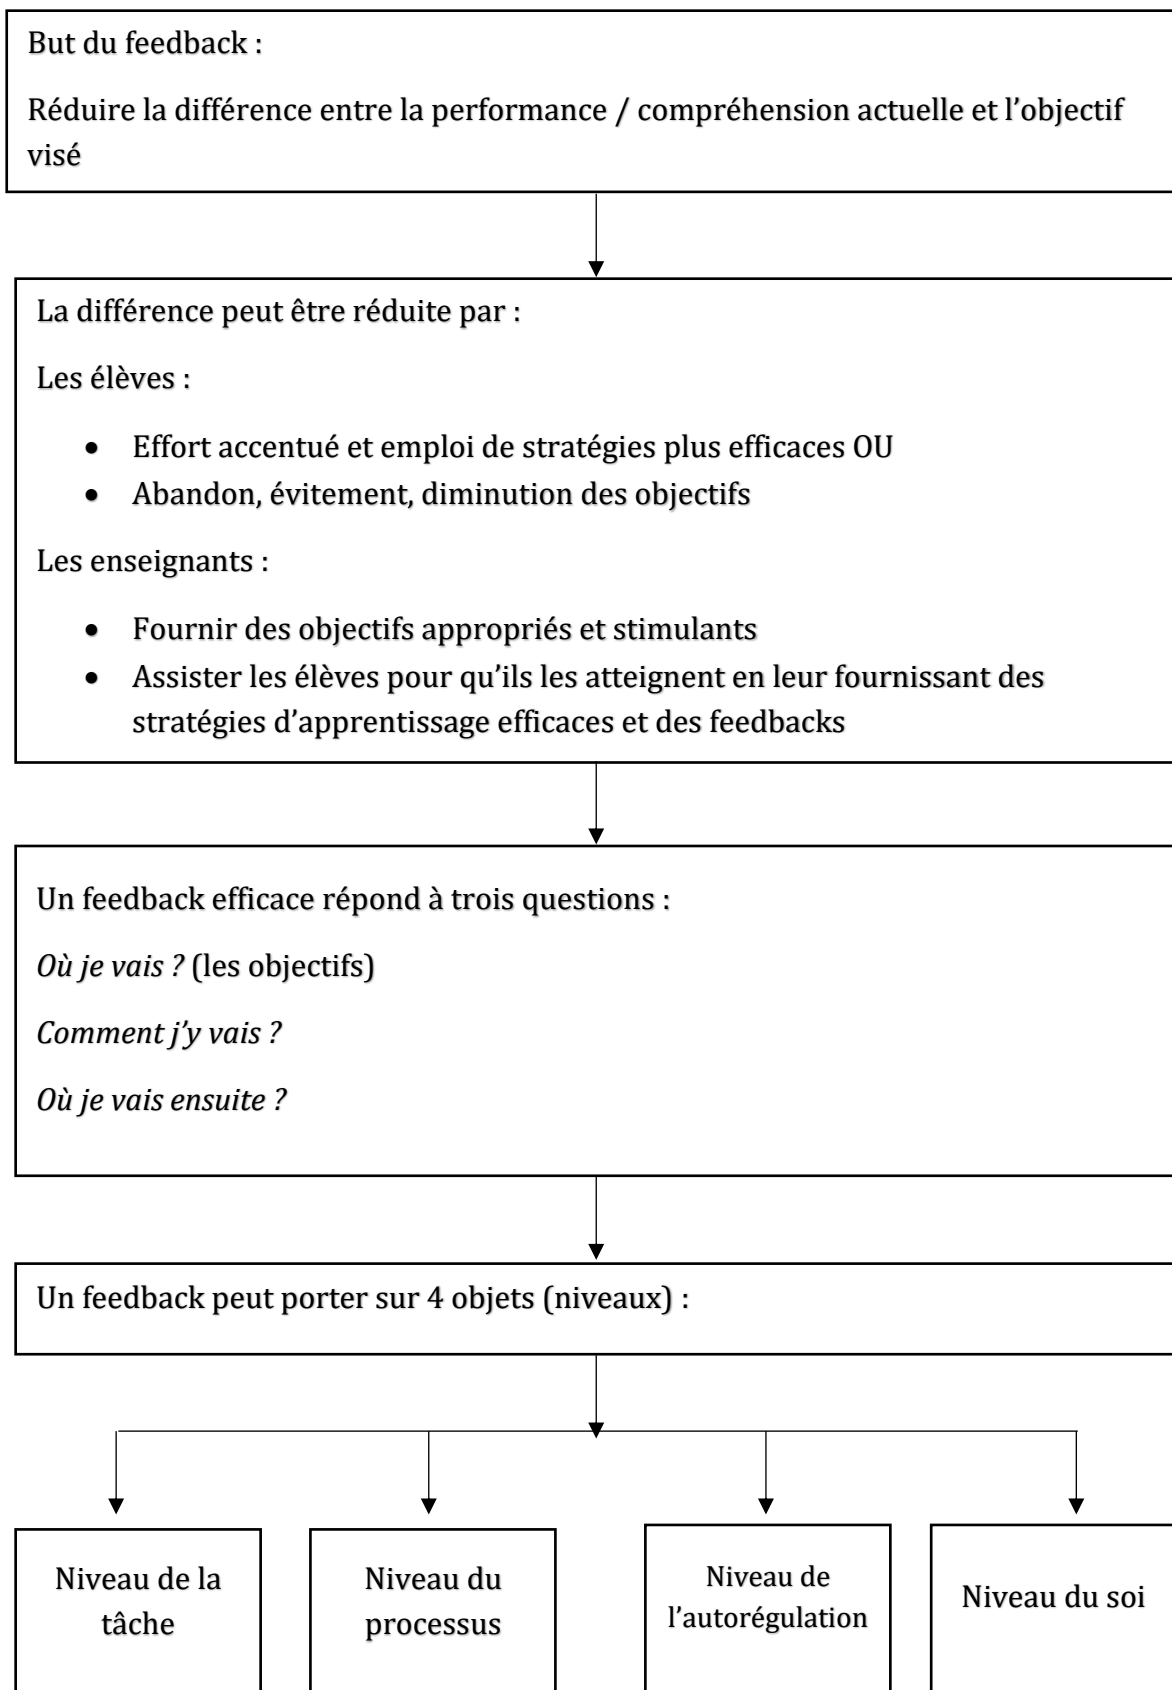 But du feedback :
Réduire la différence entre la performance / compréhension actuelle et l’objectif
visé
La différence peut être réduite par :
Les élèves :
• Effort accentué et emploi de stratégies plus efficaces OU
• Abandon, évitement, diminution des objectifs
Les enseignants :
• Fournir des objectifs appropriés et stimulants
• Assister les élèves pour qu’ils les atteignent en leur fournissant des
stratégies d’apprentissage efficaces et des feedbacks
Un feedback efficace répond à trois questions :
Où je vais ? (les objectifs)
Comment j’y vais ?
Où je vais ensuite ?
Un feedback peut porter sur 4 objets (niveaux) :
Niveau de la
tâche
Niveau du
processus
Niveau de
l’autorégulation
Niveau du soi